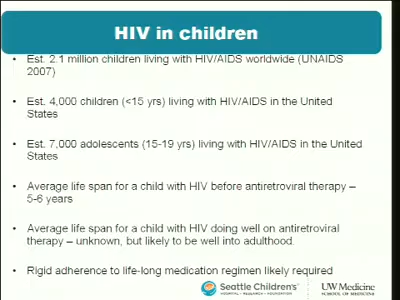 HIV in children
• Est. 2.1 million children living with HIV/AIDS worldwide (UNAIDS
2007)
• Est. 4,000 children (<15 yrs) living with HIV/AIDS in the United
States
• Est. 7,000 adolescents (15-19 yrs) living with HIV/AIDS in the United
States
• Average life span for a child with HIV before antiretroviral therapy –
5-6 years
• Average life span for a child with HIV doing well on antiretroviral
therapy – unknown, but likely to be well into adulthood.
• Rigid adherence to life-long medication regimen likely required
Seattle Children's
HOSPITAL • RESEARCH • FOUNDATION
UW Medicine
SCHOOL OF MEDICINE